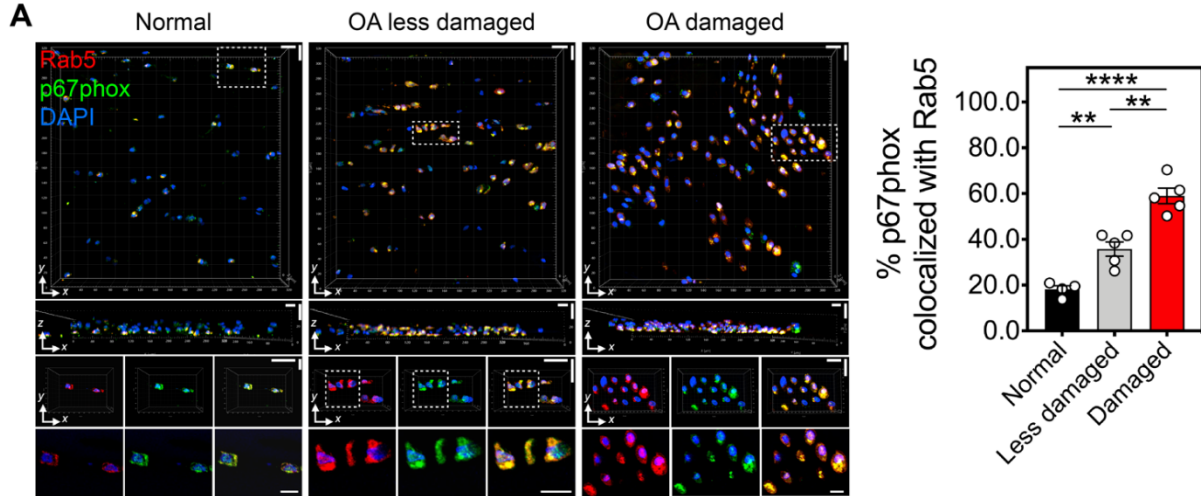 A
Normal
OA less damaged
OA damaged
Rab5
p67phox
DAPI
y
x
y
x
y
x
z
x
z
x
z
x
y
x
y
x
y
x
% p67phox
colocalized with Rab5
100.0
80.0
60.0
40.0
20.0
0.0
****
**
**
Normal
Less damaged
Damaged